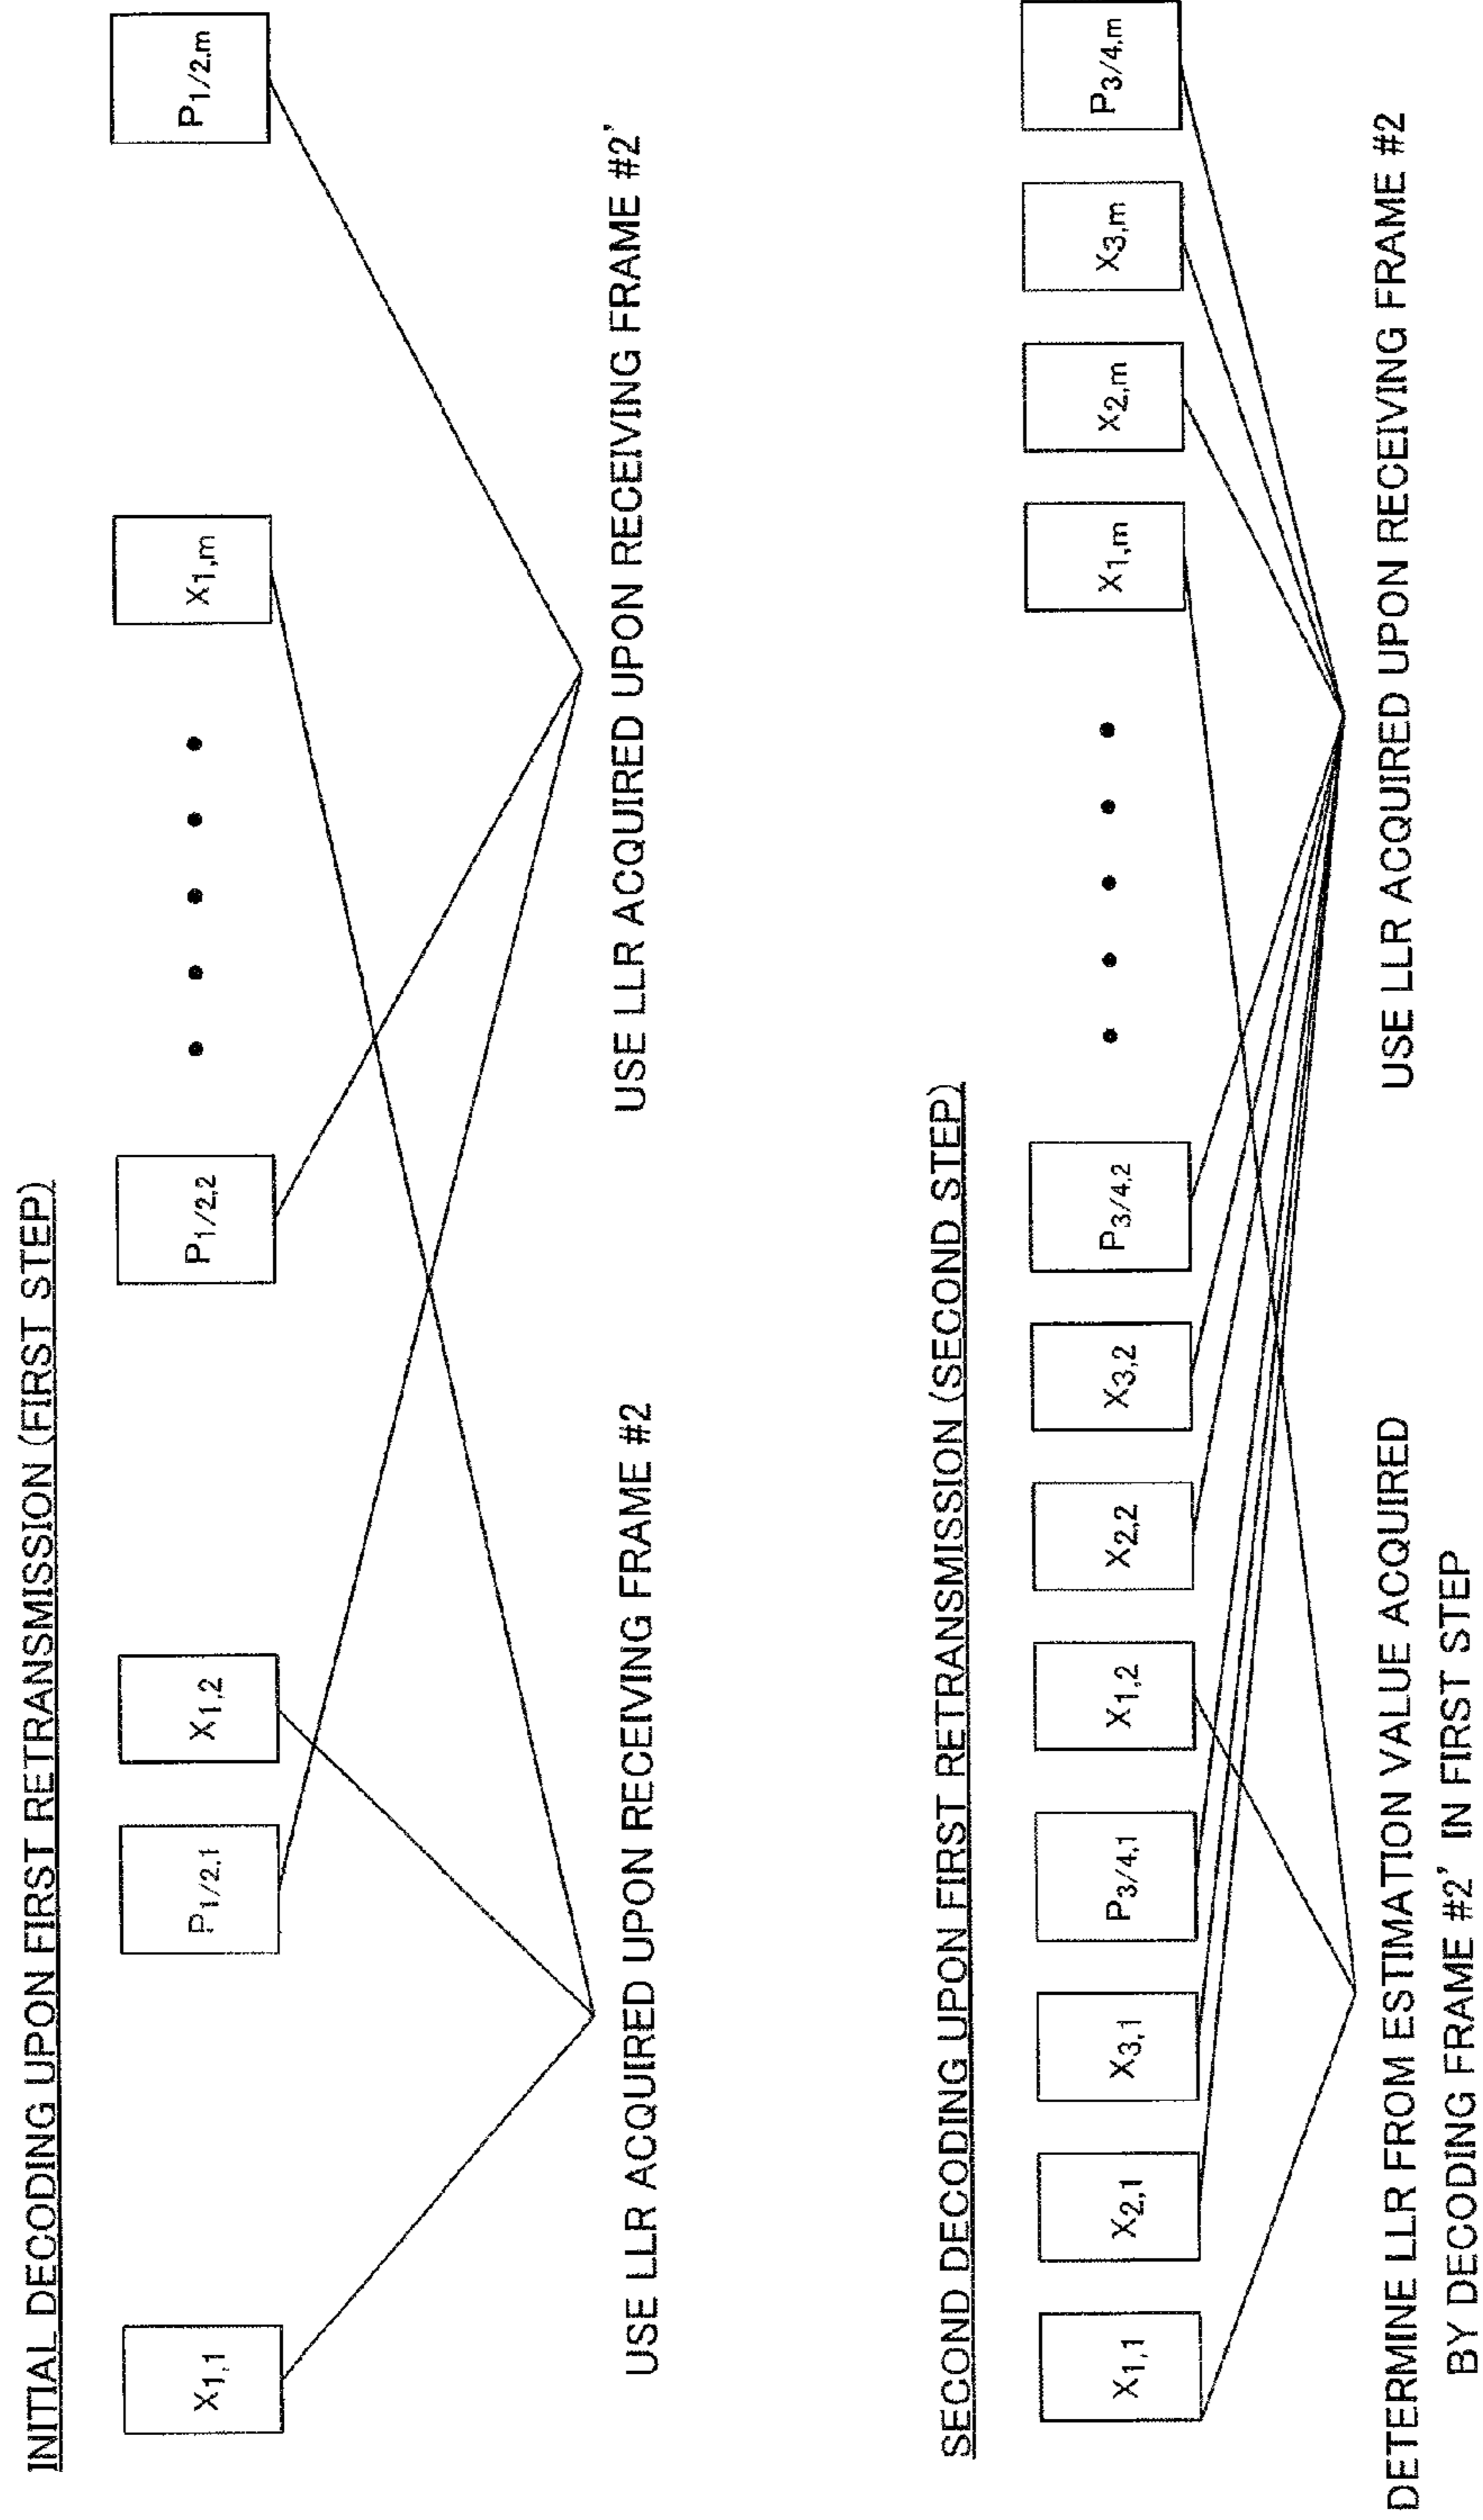 INITIAL DECODING UPON FIRST RETRANSMISSION (FIRST STEP)
X1,1 P1/2,1 X1,2 P1/2,2 • • • • • X1,m P1/2,m
USE LLR ACQUIRED UPON RECEIVING FRAME #2
USE LLR ACQUIRED UPON RECEIVING FRAME #2'
SECOND DECODING UPON FIRST RETRANSMISSION (SECOND STEP)
X1,1 X2,1 X3,1 P3/4,1 X1,2 X2,2 X3,2 P3/4,2 • • • • • X1,m X2,m X3,m P3/4,m
DETERMINE LLR FROM ESTIMATION VALUE ACQUIRED
BY DECODING FRAME #2' IN FIRST STEP
USE LLR ACQUIRED UPON RECEIVING FRAME #2